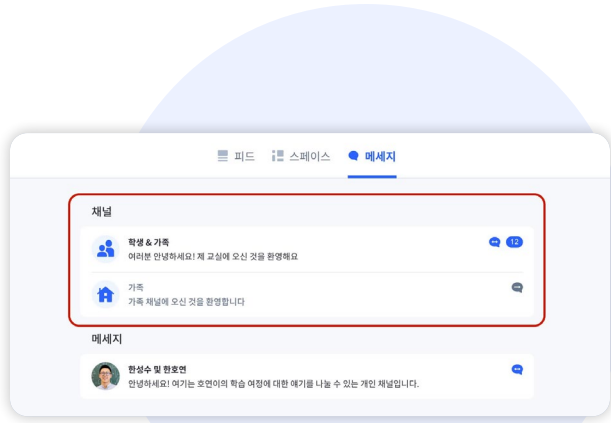 피드
스페이스
메세지
채널
학생 & 가족
12
여러분 안녕하세요! 제 교실에 오신 것을 환영해요
가족
가족 채널에 오신 것을 환영합니다
메세지
한성수 및 한호연
안녕하세요! 여기는 호연이의 학습 여정에 대한 얘기를 나눌 수 있는 개인 채널입니다.